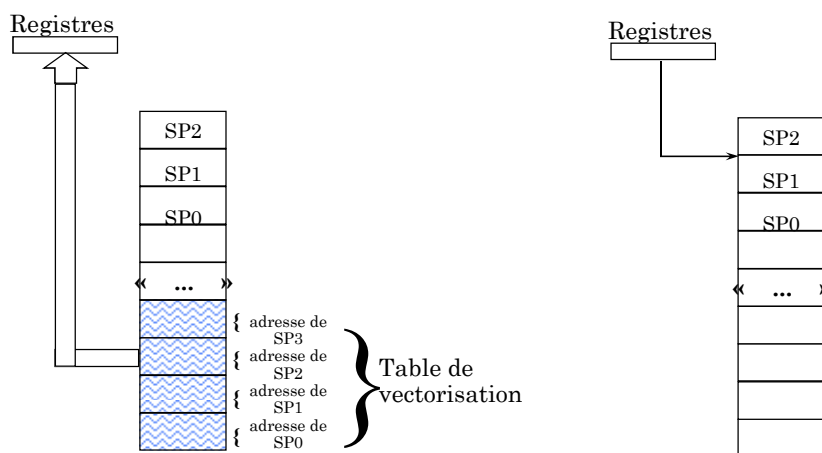 Registres
SP2
SP1
SP0
« ... »
{ adresse de
SP3
{ adresse de
SP2
{ adresse de
SP1
{ adresse de
SP0
Table de
vectorisation
Registres
SP2
SP1
SP0
« ... »